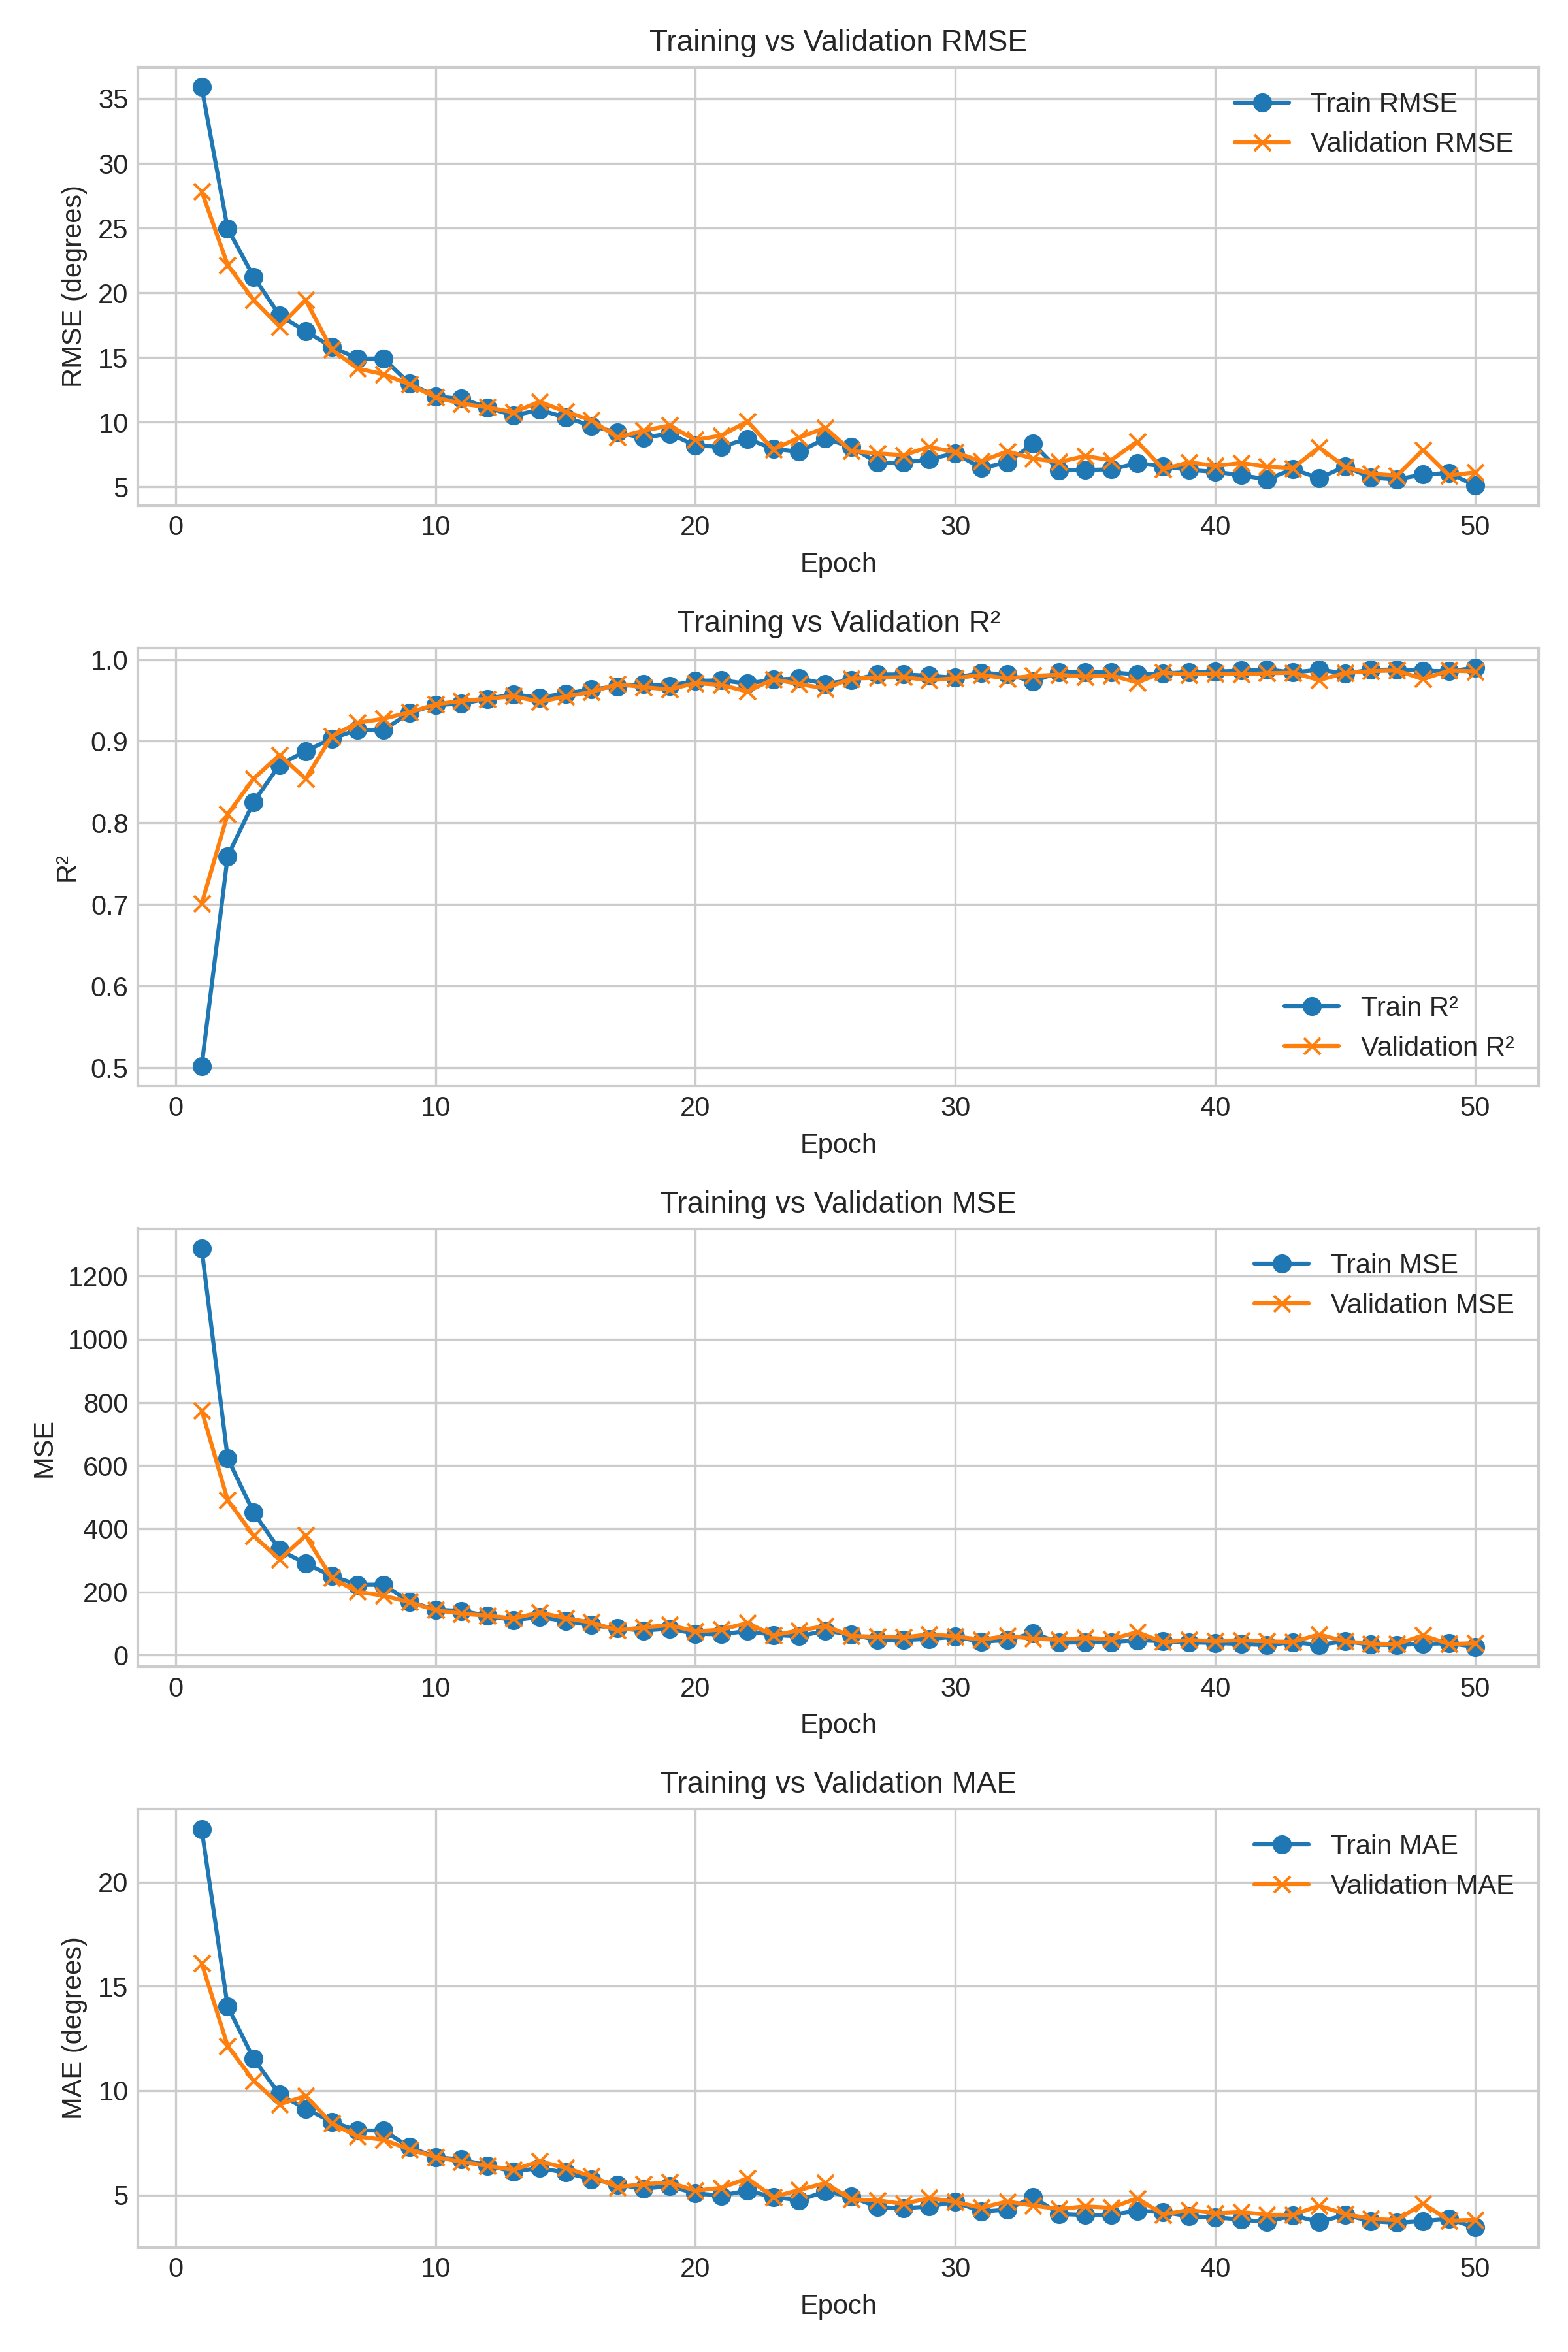 Training vs Validation RMSE
35
30
25
20
15
10
5
RMSE (degrees)
Train RMSE
Validation RMSE
0 10 20 30 40 50
Epoch
Training vs Validation R²
1.0
0.9
0.8
0.7
0.6
0.5
R²
Train R²
Validation R²
0 10 20 30 40 50
Epoch
Training vs Validation MSE
1200
1000
800
600
400
200
0
MSE
Train MSE
Validation MSE
0 10 20 30 40 50
Epoch
Training vs Validation MAE
20
15
10
5
MAE (degrees)
Train MAE
Validation MAE
0 10 20 30 40 50
Epoch